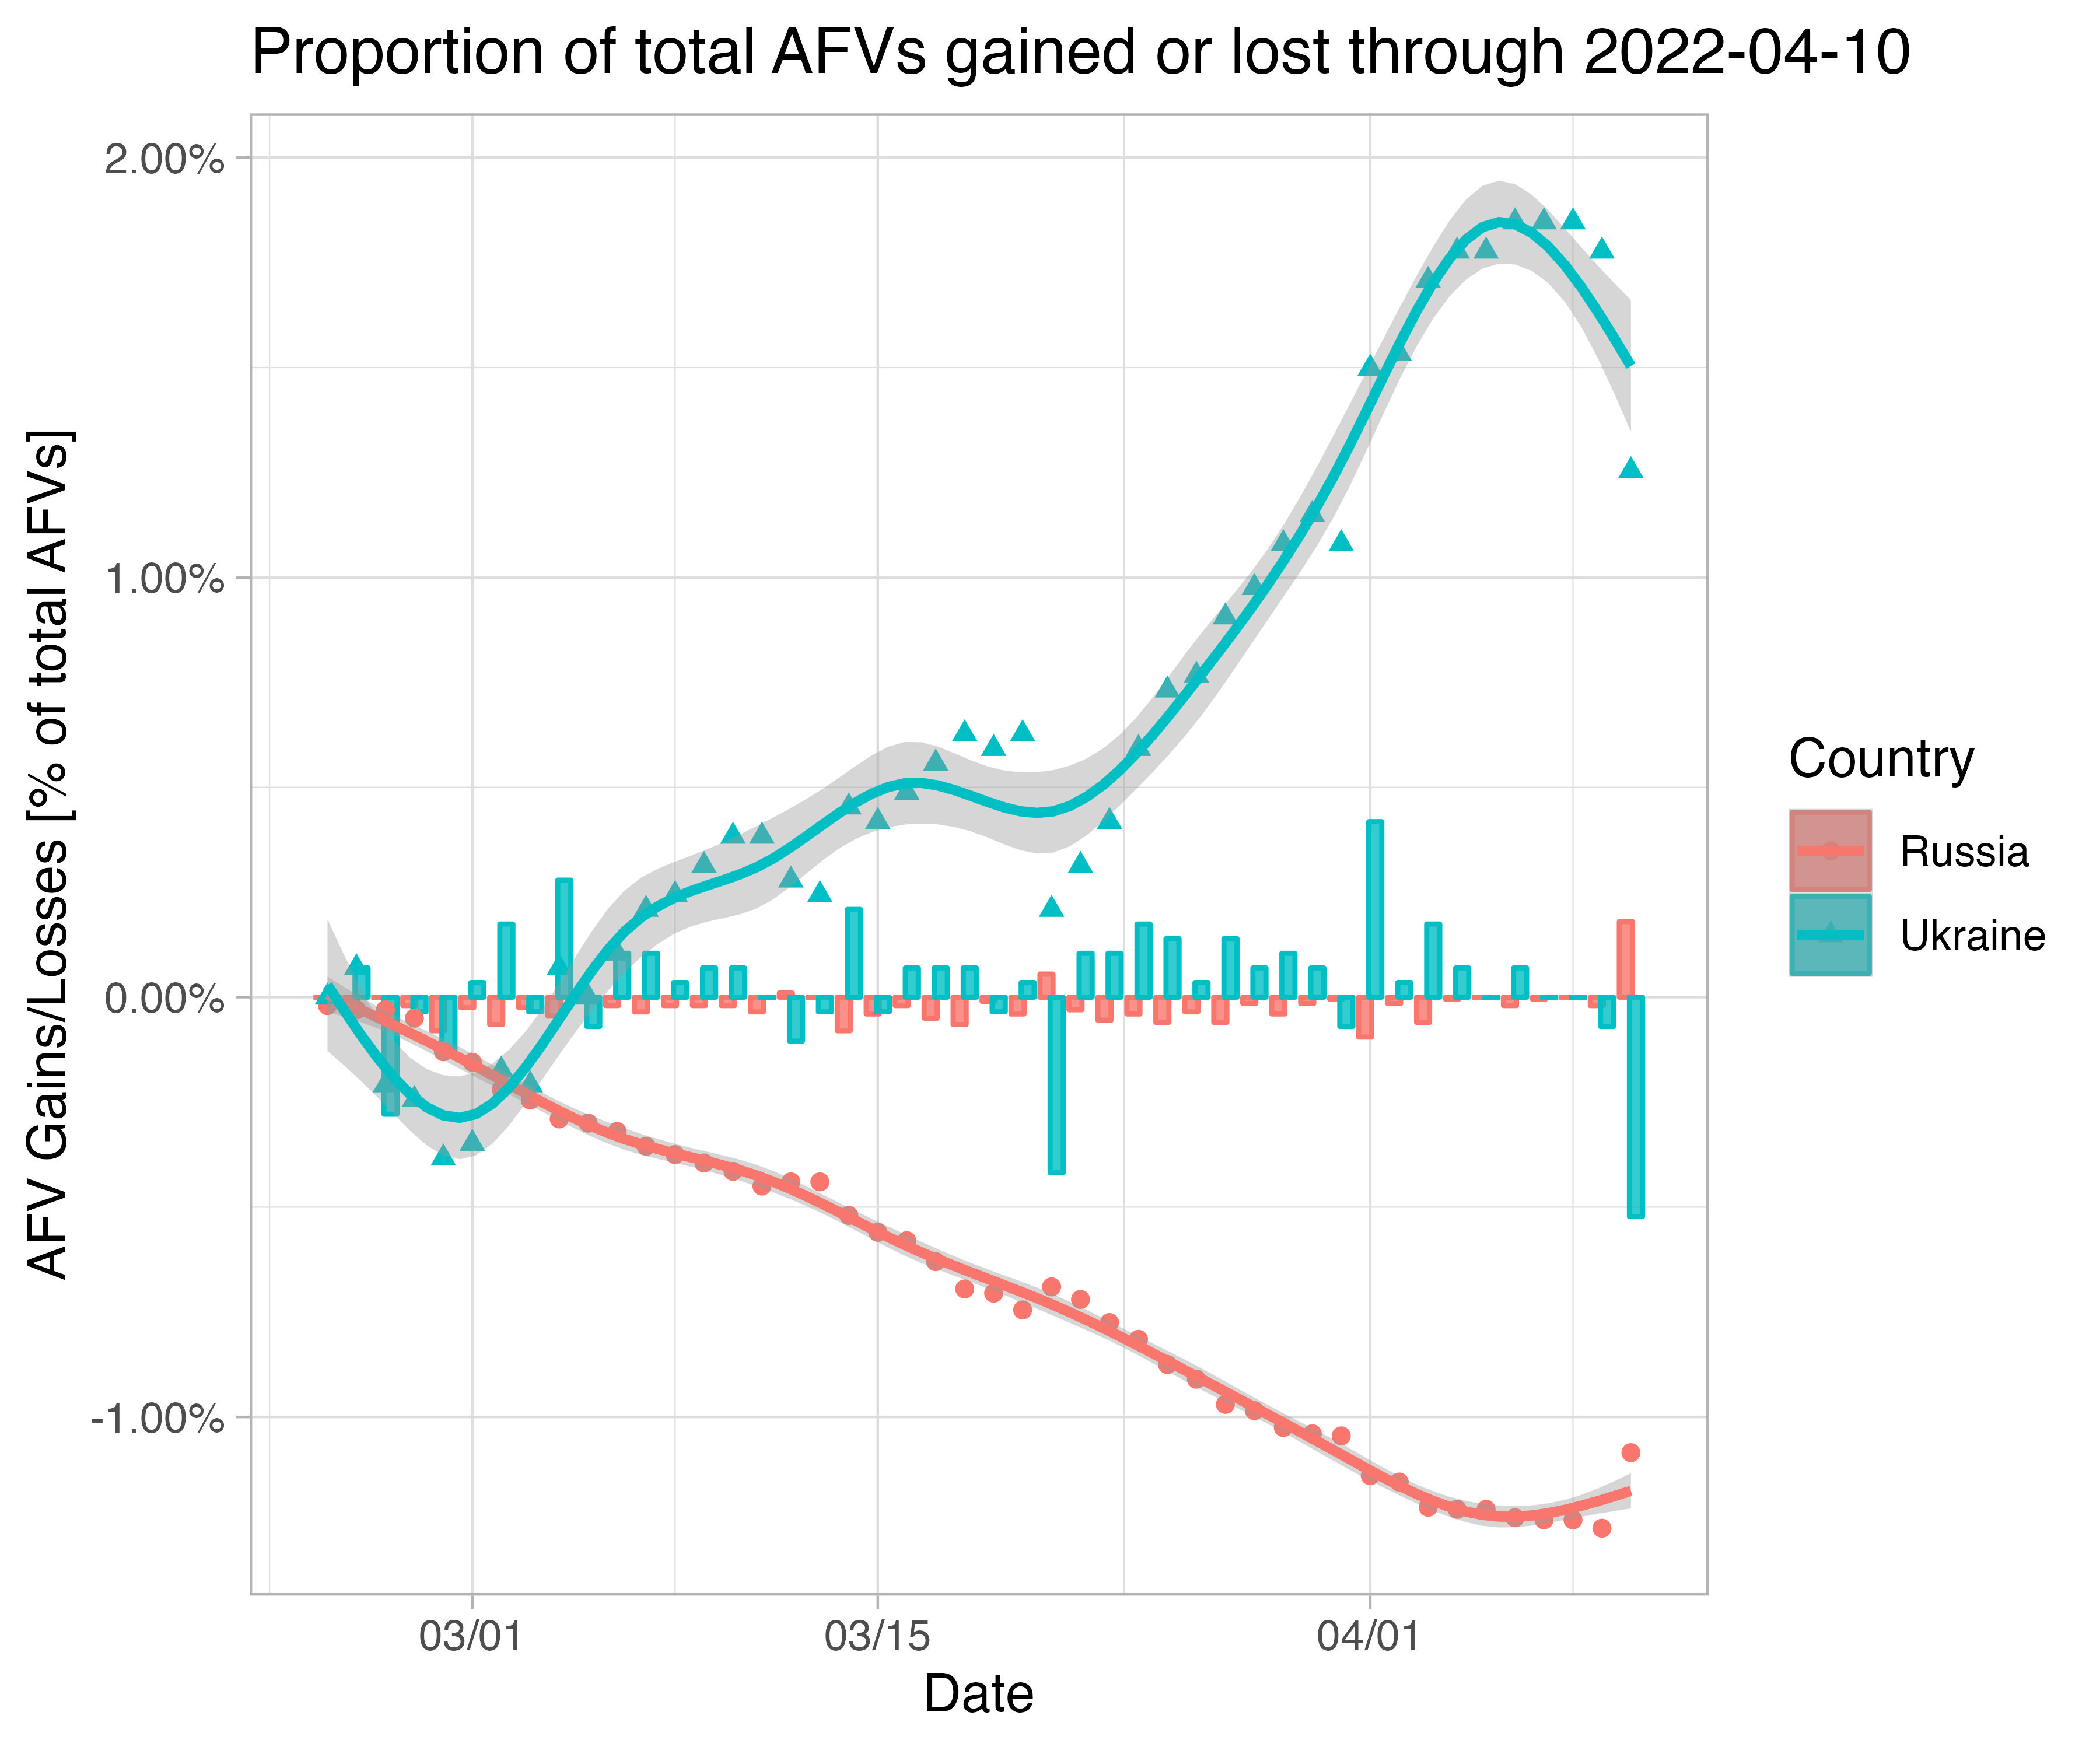 Proportion of total AFVs gained or lost through 2022-04-10
AFV Gains/Losses [% of total AFVs]
2.00%
1.00%
0.00%
-1.00%
03/01
03/15
04/01
Date
Country
Russia
Ukraine